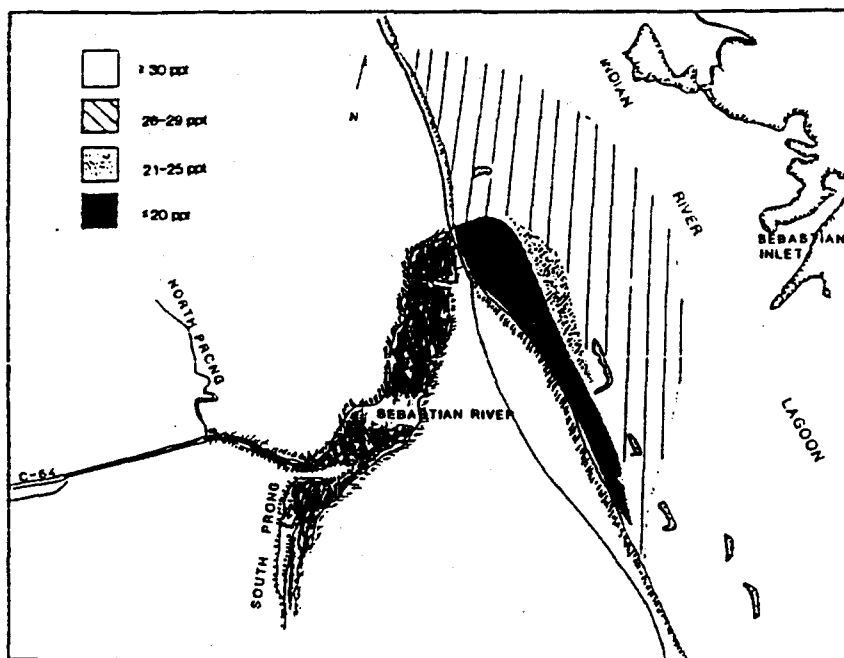 ≥30 ppt
26-29 ppt
21-25 ppt
≤20 ppt
N
INDIAN
RIVER
LAGOON
SEBASTIAN
INLET
NORTH PRONG
SEBASTIAN RIVER
C-54
SOUTH PRONG